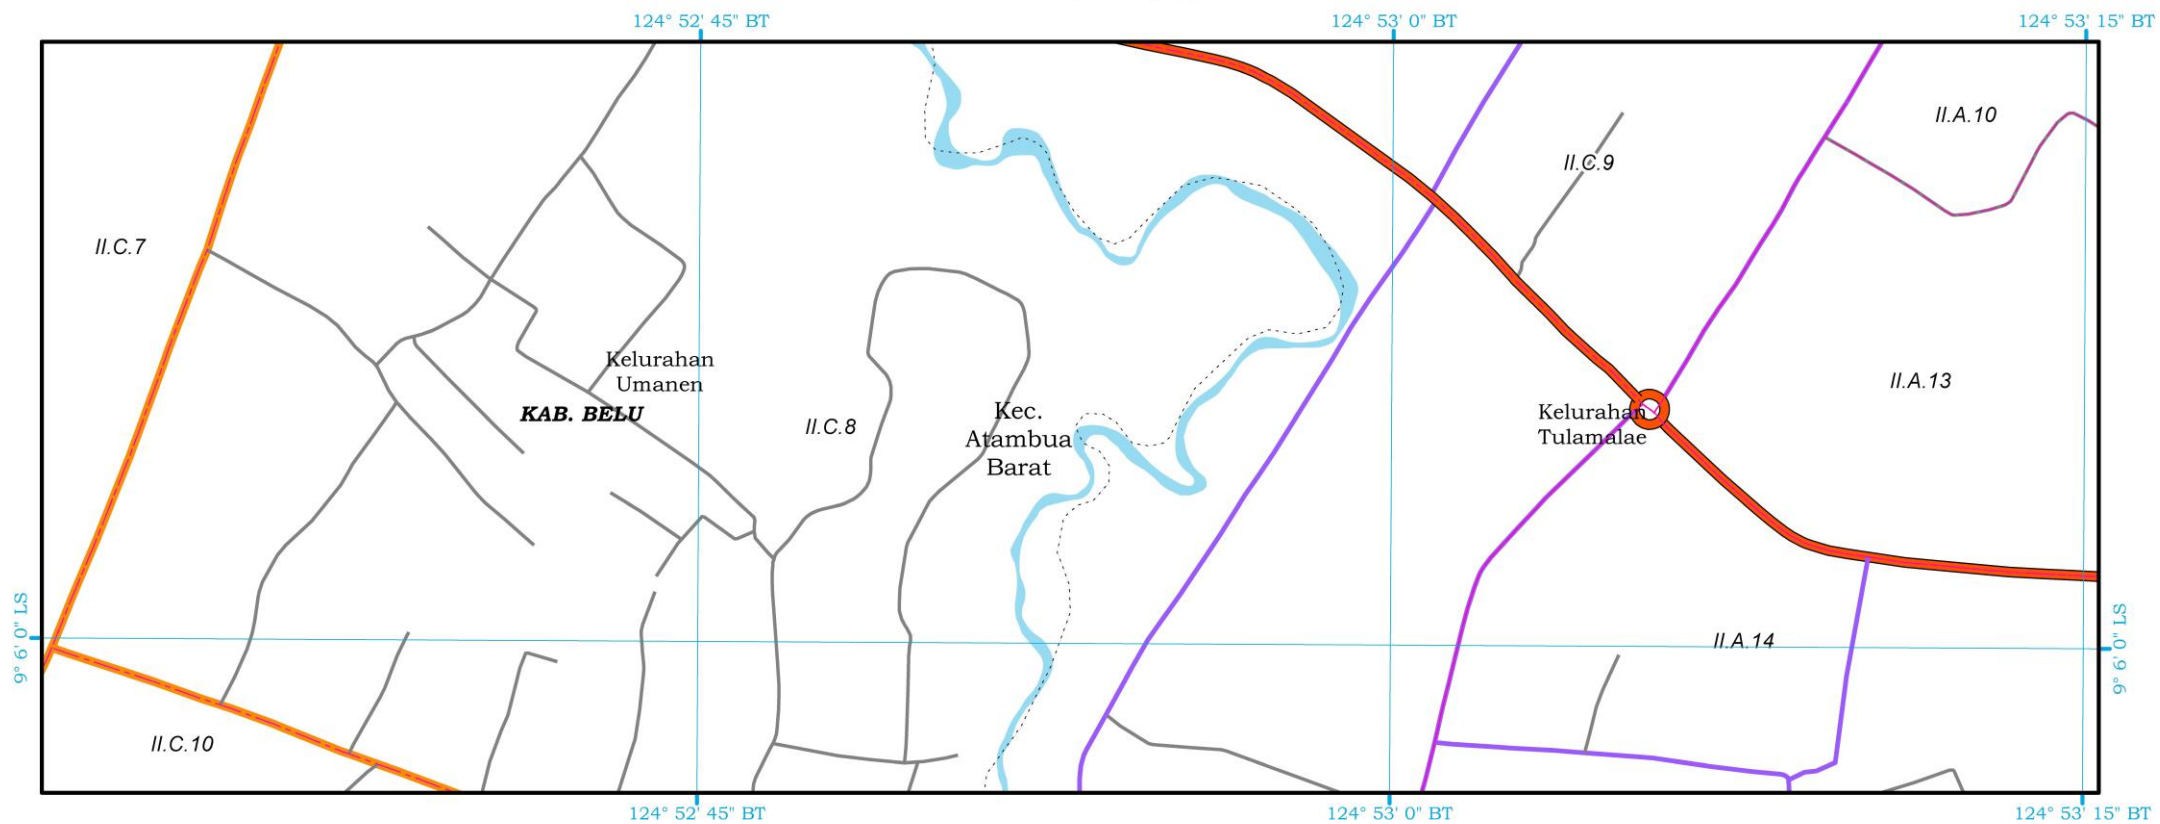 124° 52' 45" BT
124° 53' 0" BT
124° 53' 15" BT
II.A.10
II.C.9
II.C.7
Kelurahan
Umanen
KAB. BELU
II.C.8
Kec.
Atambua
Barat
II.A.13
Kelurahan
Tulamalae
9° 6' 0" LS
9° 6' 0" LS
II.A.14
II.C.10
124° 52' 45" BT
124° 53' 0" BT
124° 53' 15" BT